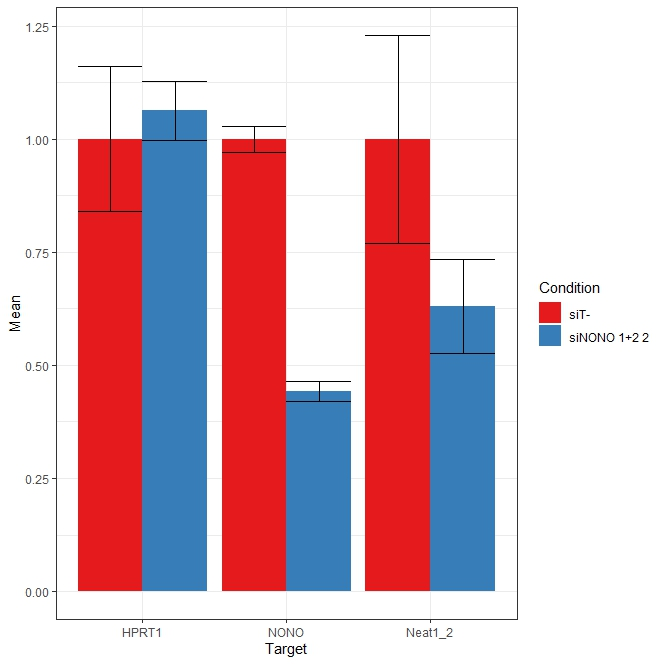 1.25
1.00
0.75
0.50
0.25
0.00
Mean
HPRT1
NONO
Neat1_2
Target
Condition
siT-
siNONO 1+2 2